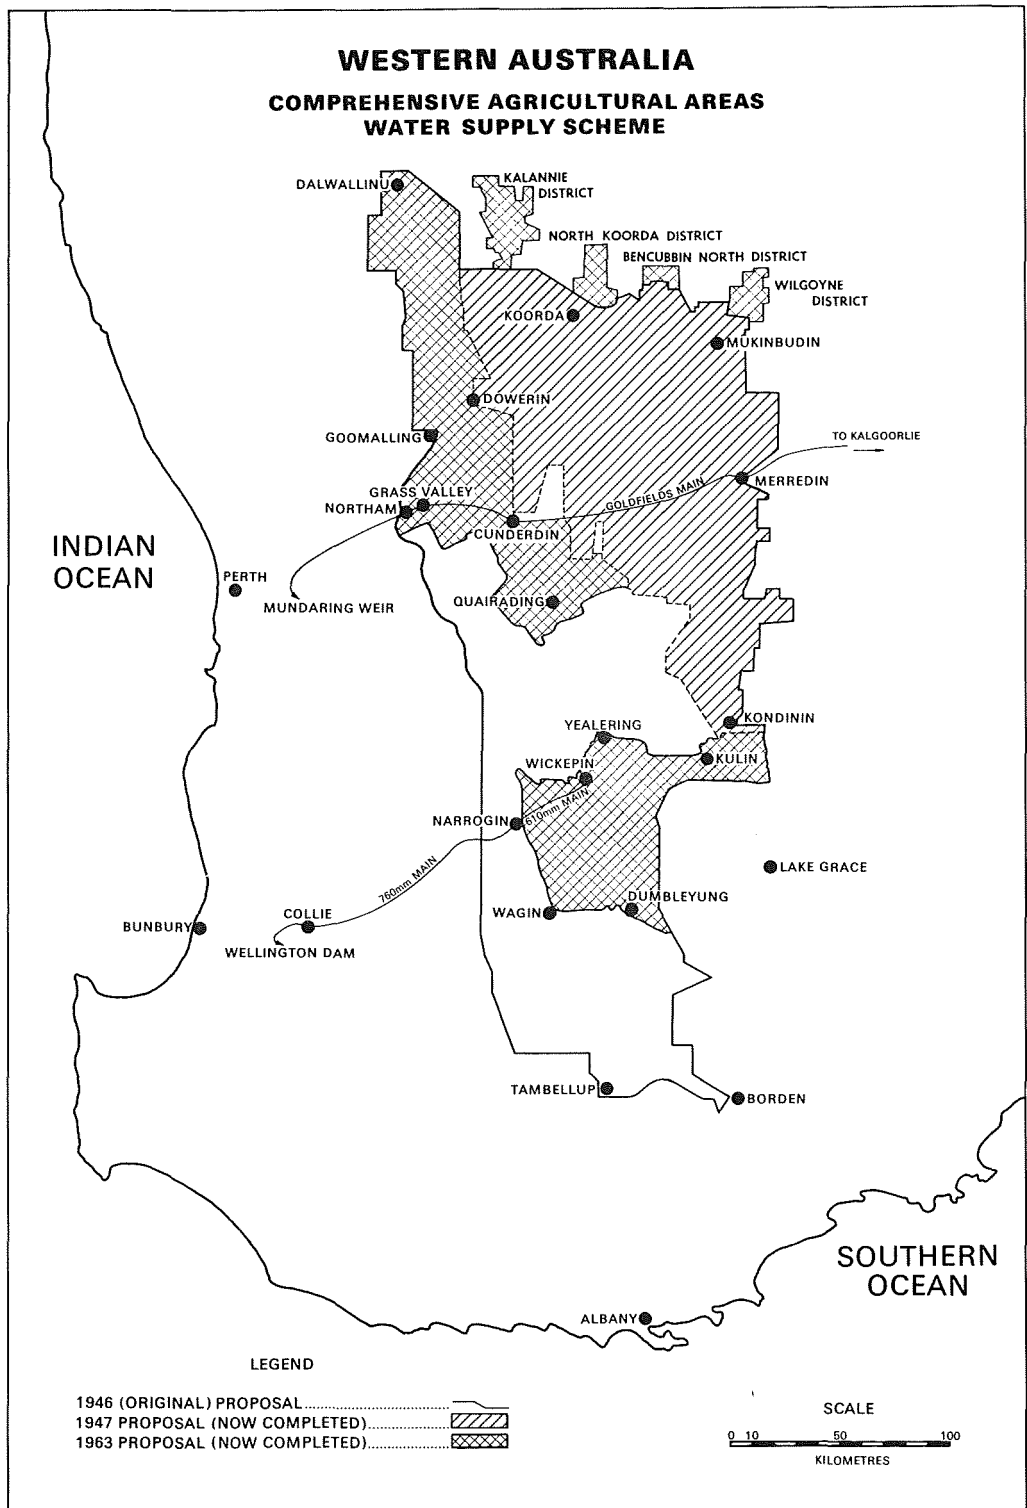 WESTERN AUSTRALIA
COMPREHENSIVE AGRICULTURAL AREAS
WATER SUPPLY SCHEME
DALWALLINU
KALANNIE
DISTRICT
NORTH KOORDA DISTRICT
BENCUBBIN NORTH DISTRICT
WILGOYNE
DISTRICT
KOORDA
MUKINBUDIN
DOWERIN
GOOMALLING
TO KALGOORLIE
MERREDIN
GRASS VALLEY
GOLDFIELDS MAIN
NORTHAM
CUNDERDIN
INDIAN
OCEAN
PERTH
MUNDARING WEIR
QUAIRADING
KONDININ
YEALERING
KULIN
WICKEPIN
610mm MAIN
NARROGIN
760mm MAIN
LAKE GRACE
DUMBLEYUNG
WAGIN
COLLIE
BUNBURY
WELLINGTON DAM
TAMBELLUP
BORDEN
SOUTHERN
OCEAN
ALBANY
LEGEND
1946 (ORIGINAL) PROPOSAL
1947 PROPOSAL (NOW COMPLETED)
1963 PROPOSAL (NOW COMPLETED)
SCALE
0 10 50 100
KILOMETRES